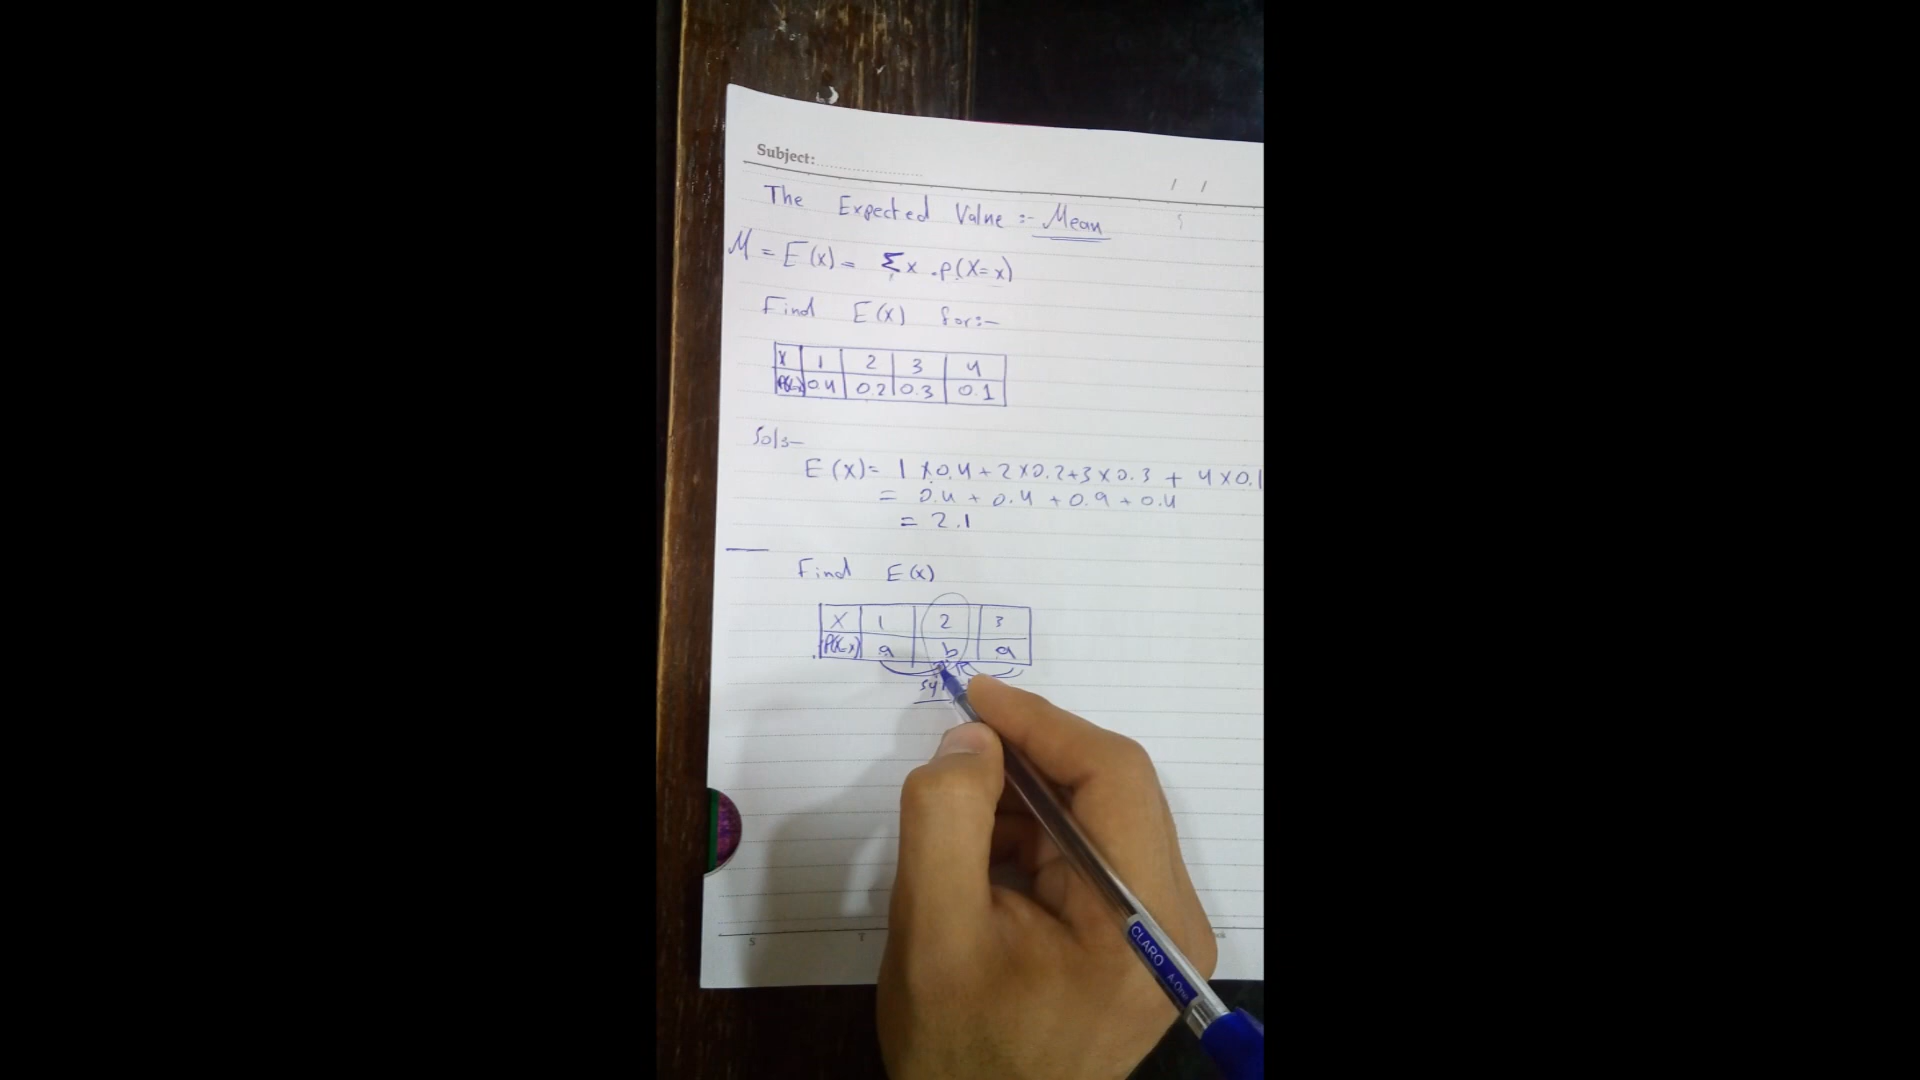 Subject:
/ /
The Expected Value :- Mean
M = E(x) = Σx .p(X=x)
Find E(X) for:-
X 1 2 3 4
P(X=x) 0.4 0.2 0.3 0.1
Sol:-
E(X)= 1×0.4+2×0.2+3×0.3 + 4×0.1
= 0.4 + 0.4 + 0.9 + 0.4
= 2.1
Find E(x)
X 1 2 3
P(X=x) a b a
S T
CLARO A.One